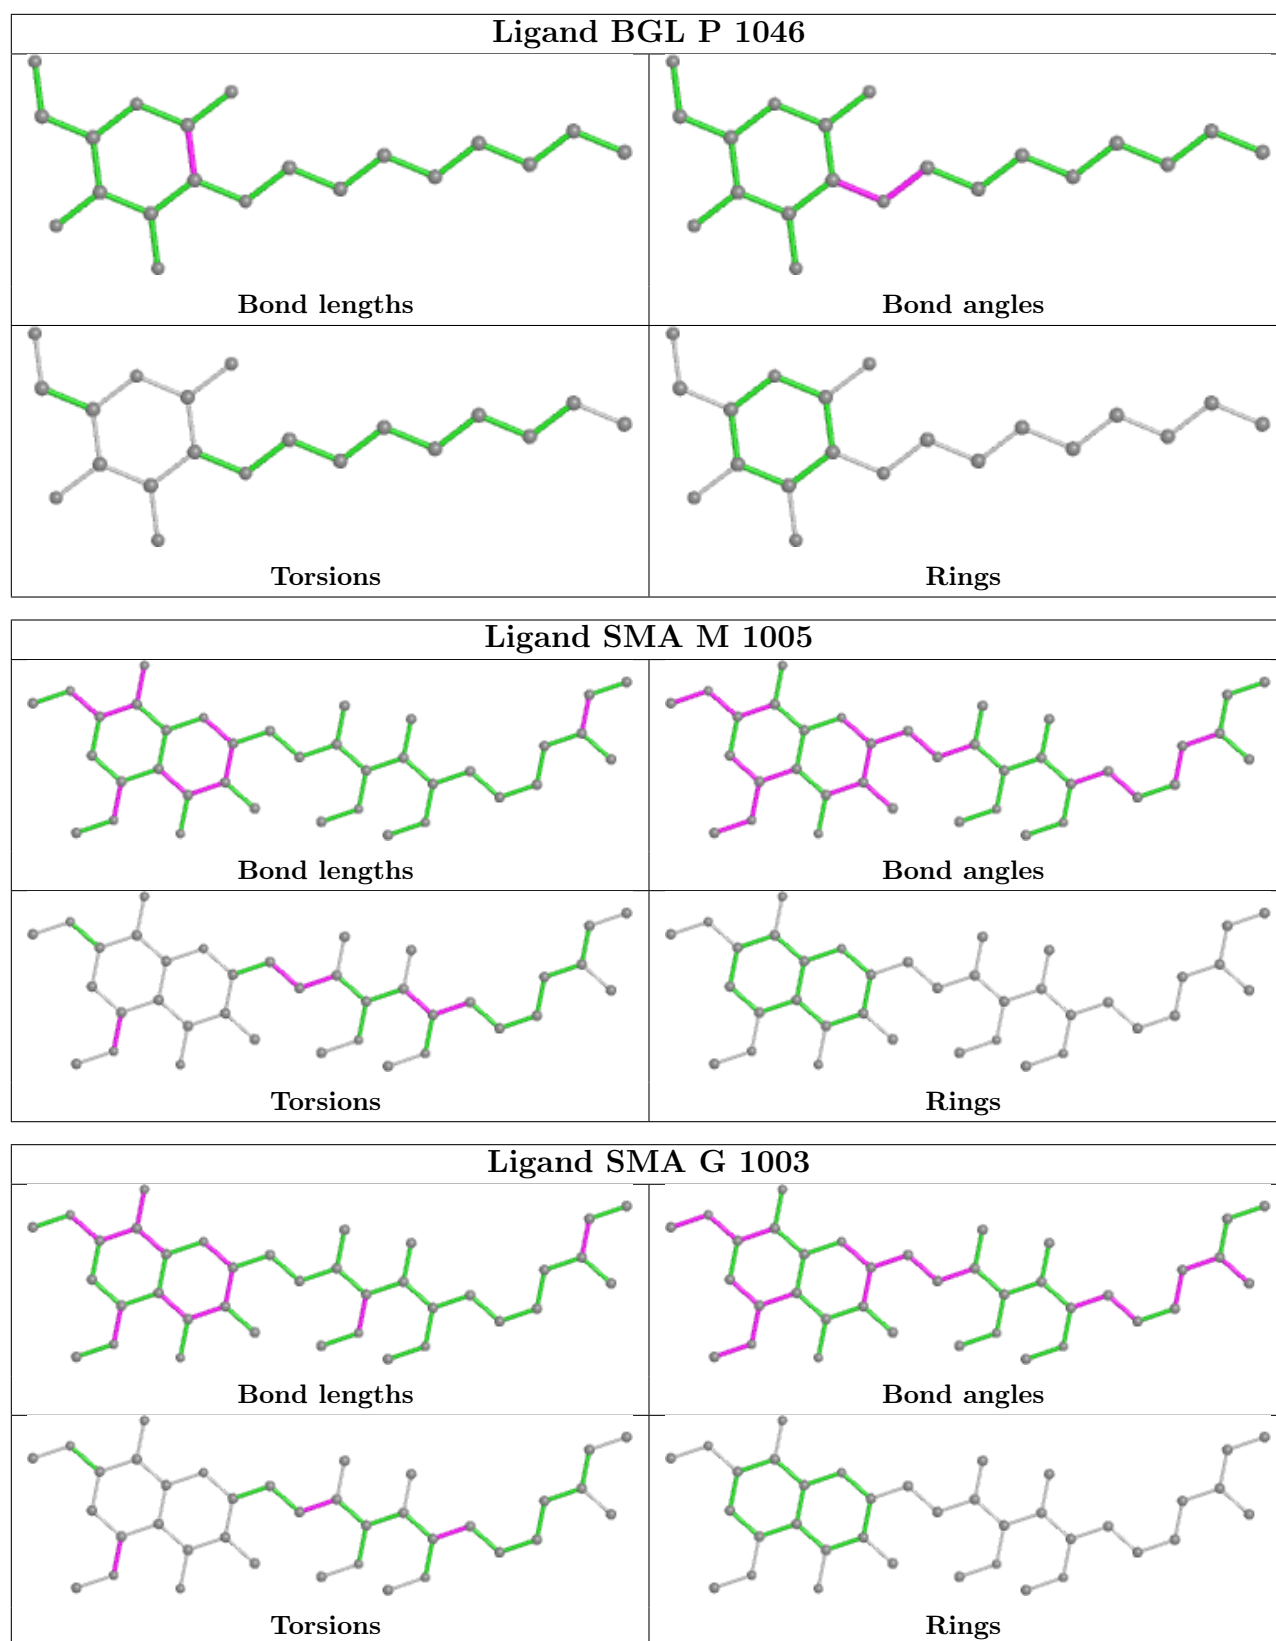 Ligand BGL P 1046
Bond lengths
Bond angles
Torsions
Rings
Ligand SMA M 1005
Bond lengths
Bond angles
Torsions
Rings
Ligand SMA G 1003
Bond lengths
Bond angles
Torsions
Rings